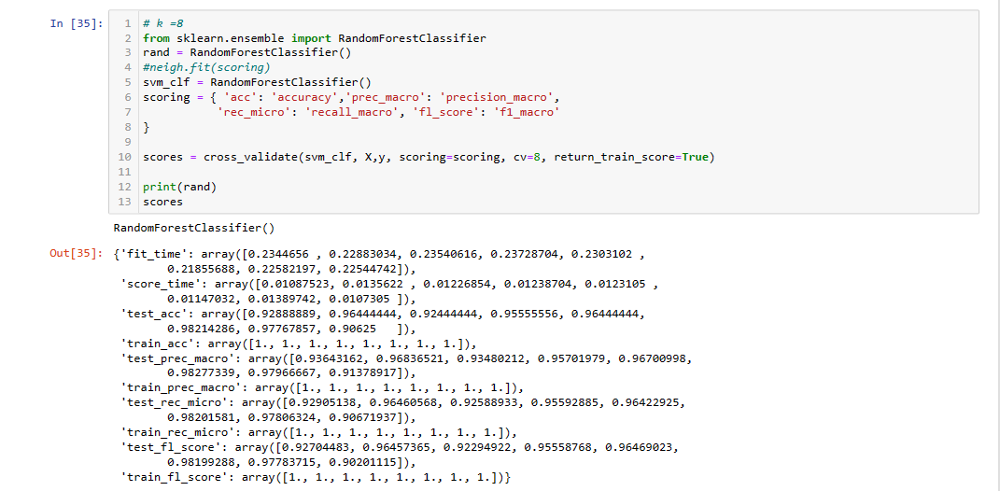 In [35]:
1 # k =8
2 from sklearn.ensemble import RandomForestClassifier
3 rand = RandomForestClassifier()
4 #neigh.fit(scoring)
5 svm_clf = RandomForestClassifier()
6 scoring = { 'acc': 'accuracy','prec_macro': 'precision_macro',
7            'rec_micro': 'recall_macro', 'fl_score': 'f1_macro'
8 }
9
10 scores = cross_validate(svm_clf, X,y, scoring=scoring, cv=8, return_train_score=True)
11
12 print(rand)
13 scores
RandomForestClassifier()
Out[35]: {'fit_time': array([0.2344656 , 0.22883034, 0.23540616, 0.23728704, 0.2303102 ,
        0.21855688, 0.22582197, 0.22544742]),
 'score_time': array([0.01087523, 0.0135622 , 0.01226854, 0.01238704, 0.0123105 ,
        0.01147032, 0.01389742, 0.0107305 ]),
 'test_acc': array([0.92888889, 0.96444444, 0.92444444, 0.95555556, 0.96444444,
        0.98214286, 0.97767857, 0.90625   ]),
 'train_acc': array([1., 1., 1., 1., 1., 1., 1., 1.]),
 'test_prec_macro': array([0.93643162, 0.96836521, 0.93480212, 0.95701979, 0.96700998,
        0.98277339, 0.97966667, 0.91378917]),
 'train_prec_macro': array([1., 1., 1., 1., 1., 1., 1., 1.]),
 'test_rec_micro': array([0.92905138, 0.96460568, 0.92588933, 0.95592885, 0.96422925,
        0.98201581, 0.97806324, 0.90671937]),
 'train_rec_micro': array([1., 1., 1., 1., 1., 1., 1., 1.]),
 'test_fl_score': array([0.92704483, 0.96457365, 0.92294922, 0.95558768, 0.96469023,
        0.98199288, 0.97783715, 0.90201115]),
 'train_fl_score': array([1., 1., 1., 1., 1., 1., 1., 1.])}